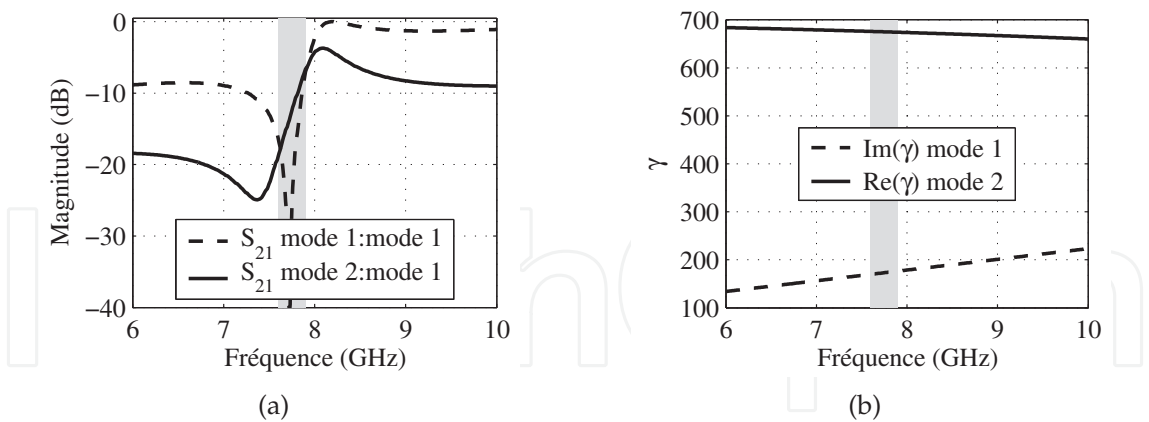 0
−10
−20
−30
−40
6
7
8
9
10
Magnitude (dB)
Fréquence (GHz)
S21 mode 1:mode 1
S21 mode 2:mode 1
(a)
700
600
500
400
300
200
100
6
7
8
9
10
γ
Fréquence (GHz)
Im(γ) mode 1
Re(γ) mode 2
(b)